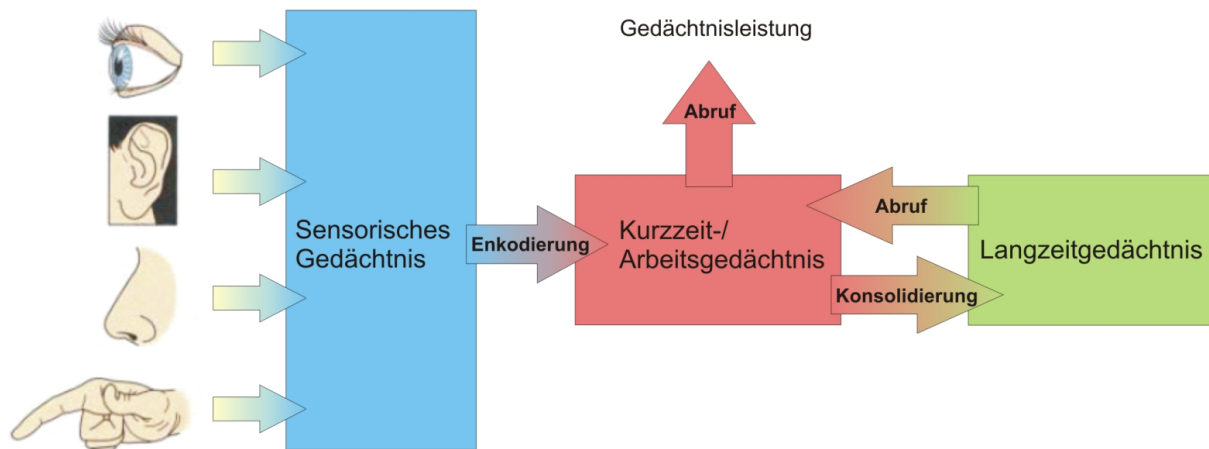 Gedächtnisleistung
Abruf
Sensorisches
Gedächtnis
Enkodierung
Kurzzeit-/
Arbeitsgedächtnis
Abruf
Konsolidierung
Langzeitgedächtnis